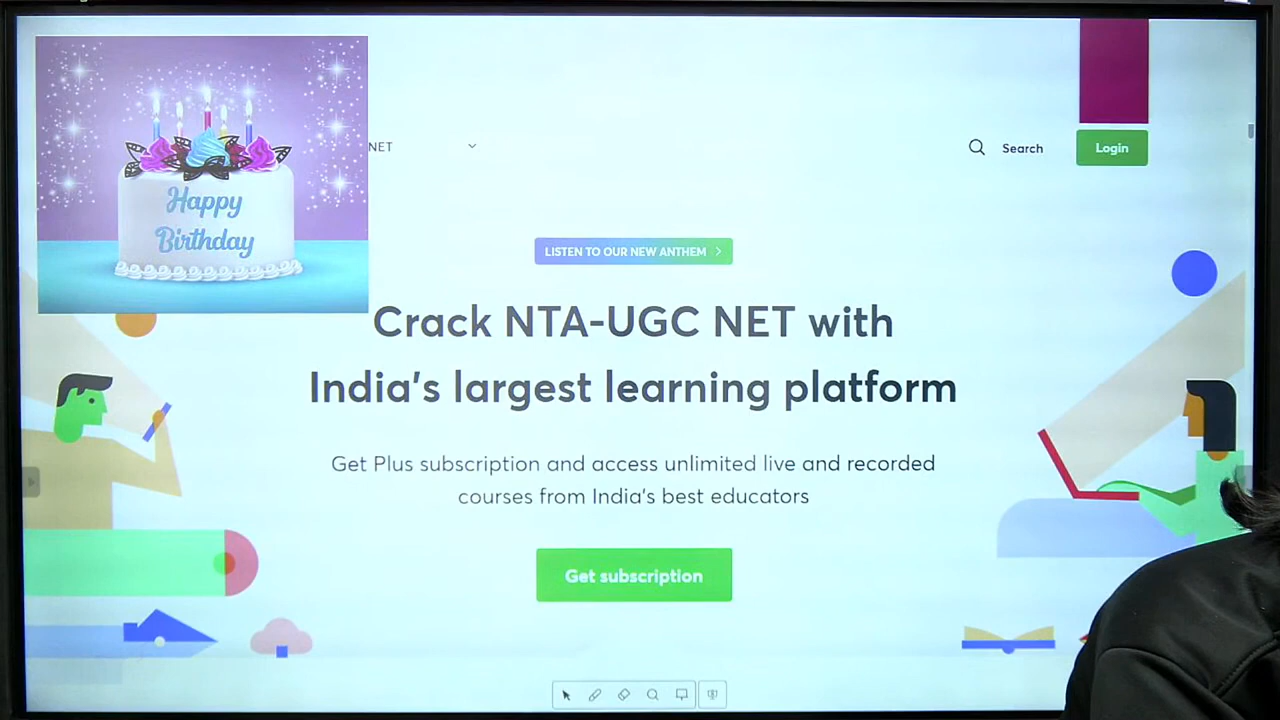 Happy
Birthday
NET
Search
Login
LISTEN TO OUR NEW ANTHEM
Crack NTA-UGC NET with
India's largest learning platform
Get Plus subscription and access unlimited live and recorded
courses from India's best educators
Get subscription